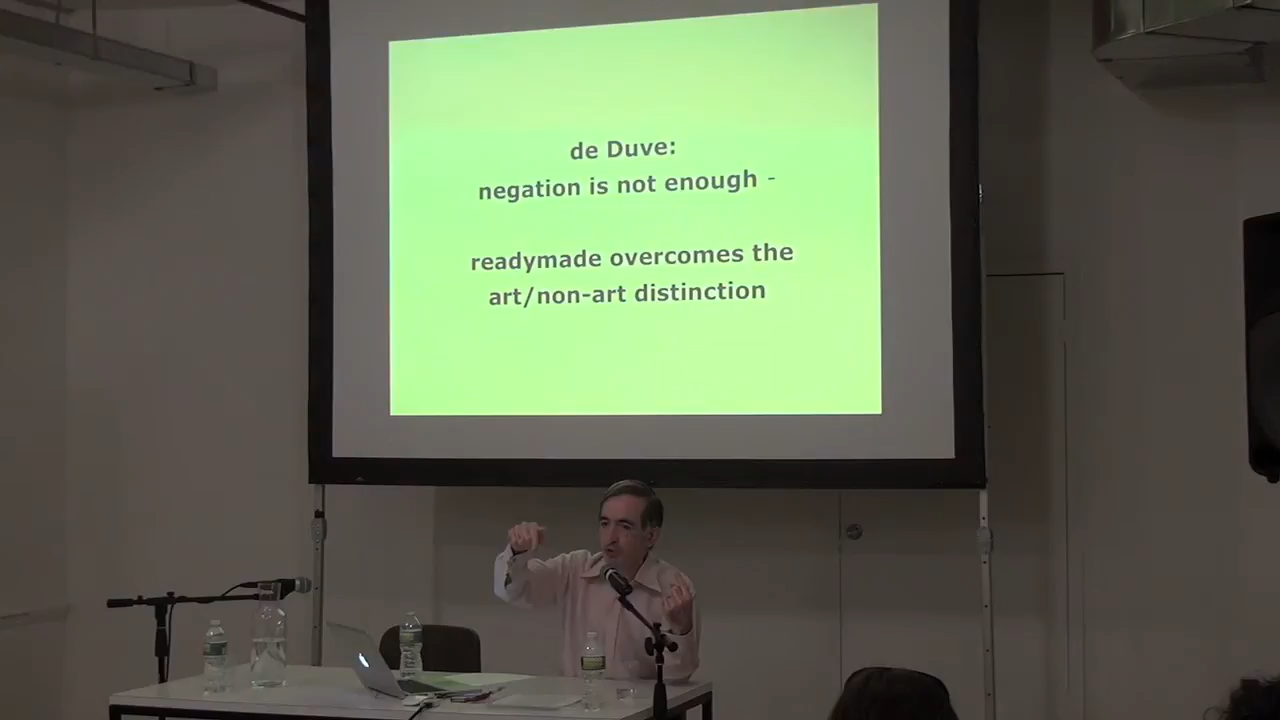 de Duve:
negation is not enough -
readymade overcomes the
art/non-art distinction